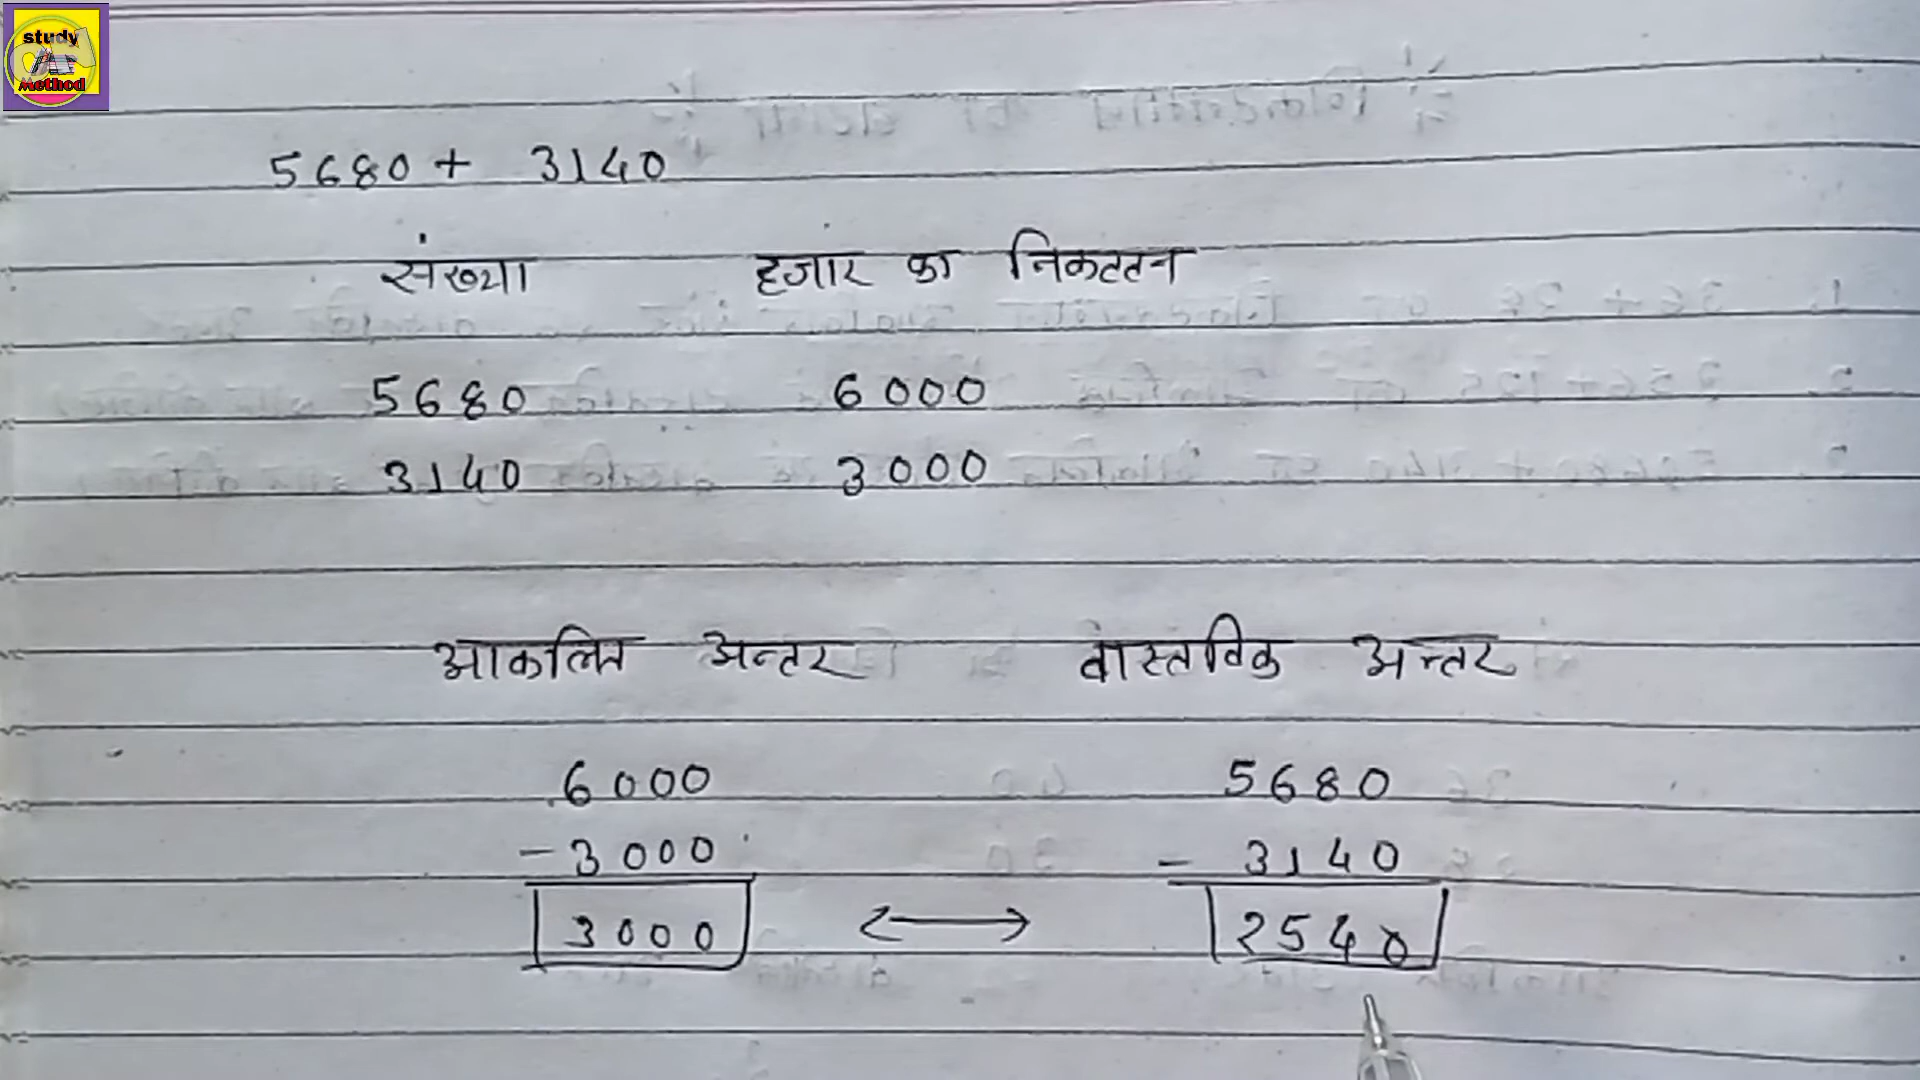 study
Method
5680 + 3140
संख्या हजार का निकटतन
5680 6000
3140 3000
आकलित अन्तर वास्तविक अन्तर
6000 5680
- 3000 - 3140
3000 ⟷ 2540